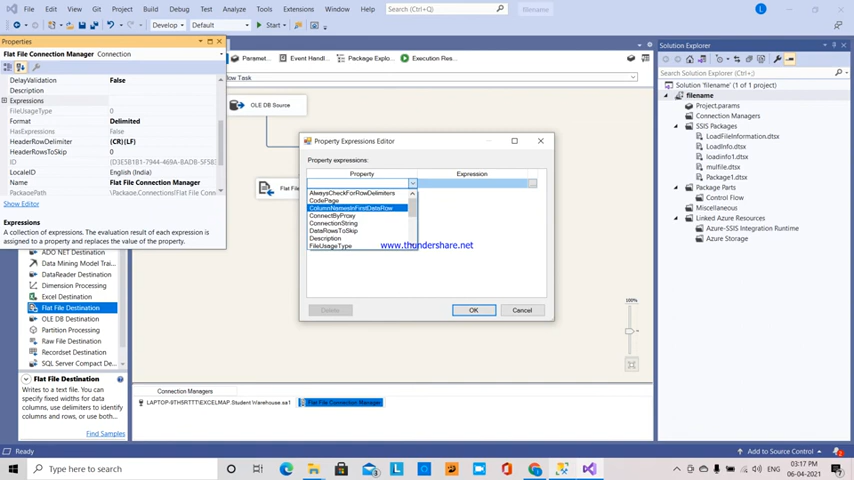 File Edit View Git Project Build Debug Test Analyze Tools Extensions Window Help Search (Ctrl+Q) filename L
Develop Default Start
Properties
Flat File Connection Manager Connection
DelayValidation False
Description
Expressions
FileUsageType 0
Format Delimited
HasExpressions False
HeaderRowDelimiter {CR}{LF}
HeaderRowsToSkip 0
LocaleID English (India)
Name Flat File Connection Manager
Show Editor
Expressions
A collection of expressions. The evaluation result of each expression is assigned to a property and replaces the value of the property.
ADO NET Destination
Data Mining Model Trai...
DataReader Destination
Dimension Processing
Excel Destination
Flat File Destination
OLE DB Destination
Partition Processing
Raw File Destination
Recordset Destination
SQL Server Compact De...
Flat File Destination
Writes to a text file. You can
specify fixed widths for data
columns, use delimiters to
identify columns and rows, or
use both...
Find Samples
Paramet...
Event Handl...
Package Explo...
Execution Res...
low Task
OLE DB Source
Flat File
Property Expressions Editor
Property expressions:
Property Expression
AlwaysCheckForRowDelimiters
CodePage
ColumnNamesInFirstDataRow
ConnectByProxy
ConnectionString
DataRowsToSkip
Description
FileUsageType
www.thundershare.net
Delete OK Cancel
100%
Connection Managers
LAPTOP-9TH5RTTT\EXCELMAP.Student Warehouse.sa1 Flat File Connection Manager
Solution Explorer
Search Solution Explorer (Ctrl+;)
Solution 'filename' (1 of 1 project)
filename
Project.params
Connection Managers
SSIS Packages
LoadFileInformation.dtsx
loadinfo1.dtsx
mulfile.dtsx
Package1.dtsx
Package Parts
Control Flow
Miscellaneous
Linked Azure Resources
Azure-SSIS Integration Runtime
Azure Storage
Ready Add to Source Control 2
Type here to search
ENG 03:17 PM
06-04-2021